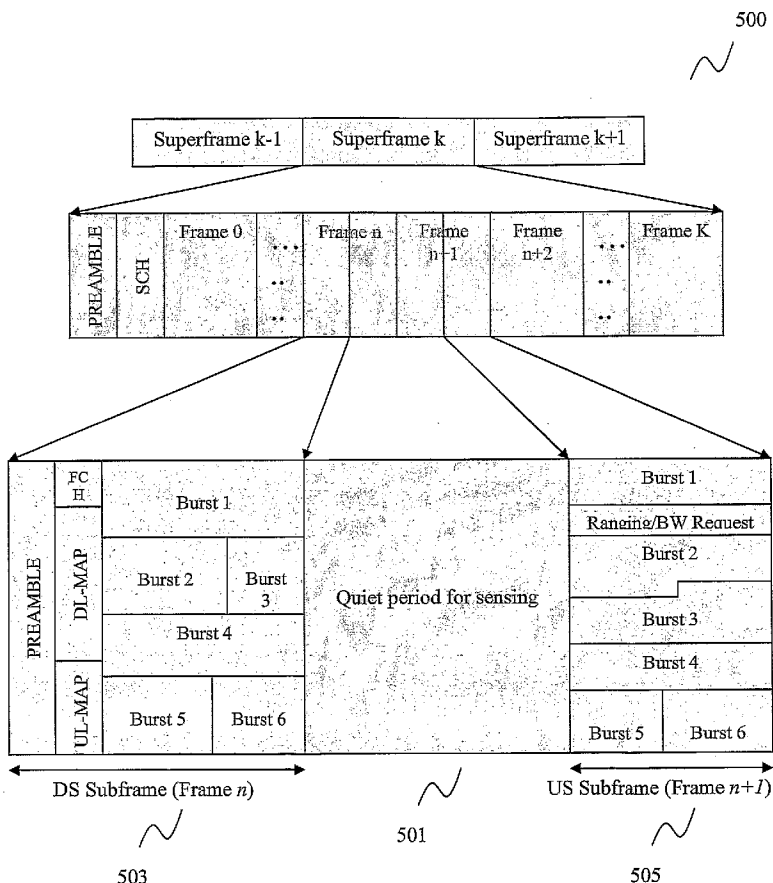 500
Superframe k-1 Superframe k Superframe k+1
PREAMBLE SCH Frame 0 ... .. .. Frame n Frame n+1 Frame n+2 ... .. .. Frame K
PREAMBLE
FC
H
DL-MAP
UL-MAP
Burst 1
Burst 2 Burst
3
Burst 4
Burst 5 Burst 6
Quiet period for sensing
Burst 1
Ranging/BW Request
Burst 2
Burst 3
Burst 4
Burst 5 Burst 6
DS Subframe (Frame n) US Subframe (Frame n+1)
503 501 505